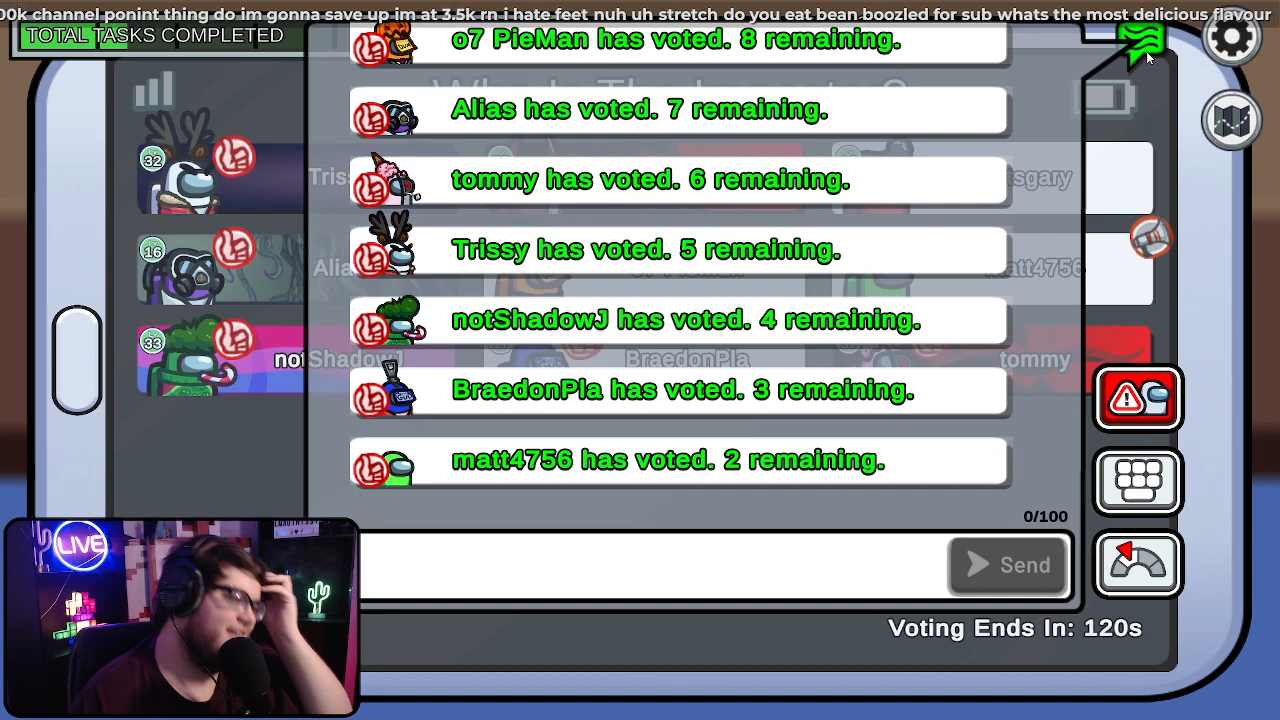 00k channel ponint thing do im gonna save up im at 3.5k rn i hate feet nuh uh stretch do you eat bean boozled for sub whats the most delicious flavour
TOTAL TASKS COMPLETED
o7 PieMan has voted. 8 remaining.
Alias has voted. 7 remaining.
tommy has voted. 6 remaining.
Trissy has voted. 5 remaining.
notShadowJ has voted. 4 remaining.
BraedonPla has voted. 3 remaining.
matt4756 has voted. 2 remaining.
32
16
33
notShadowJ
BraedonPla
tommy
matt4756
0/100
Send
Voting Ends In: 120s
LIVE